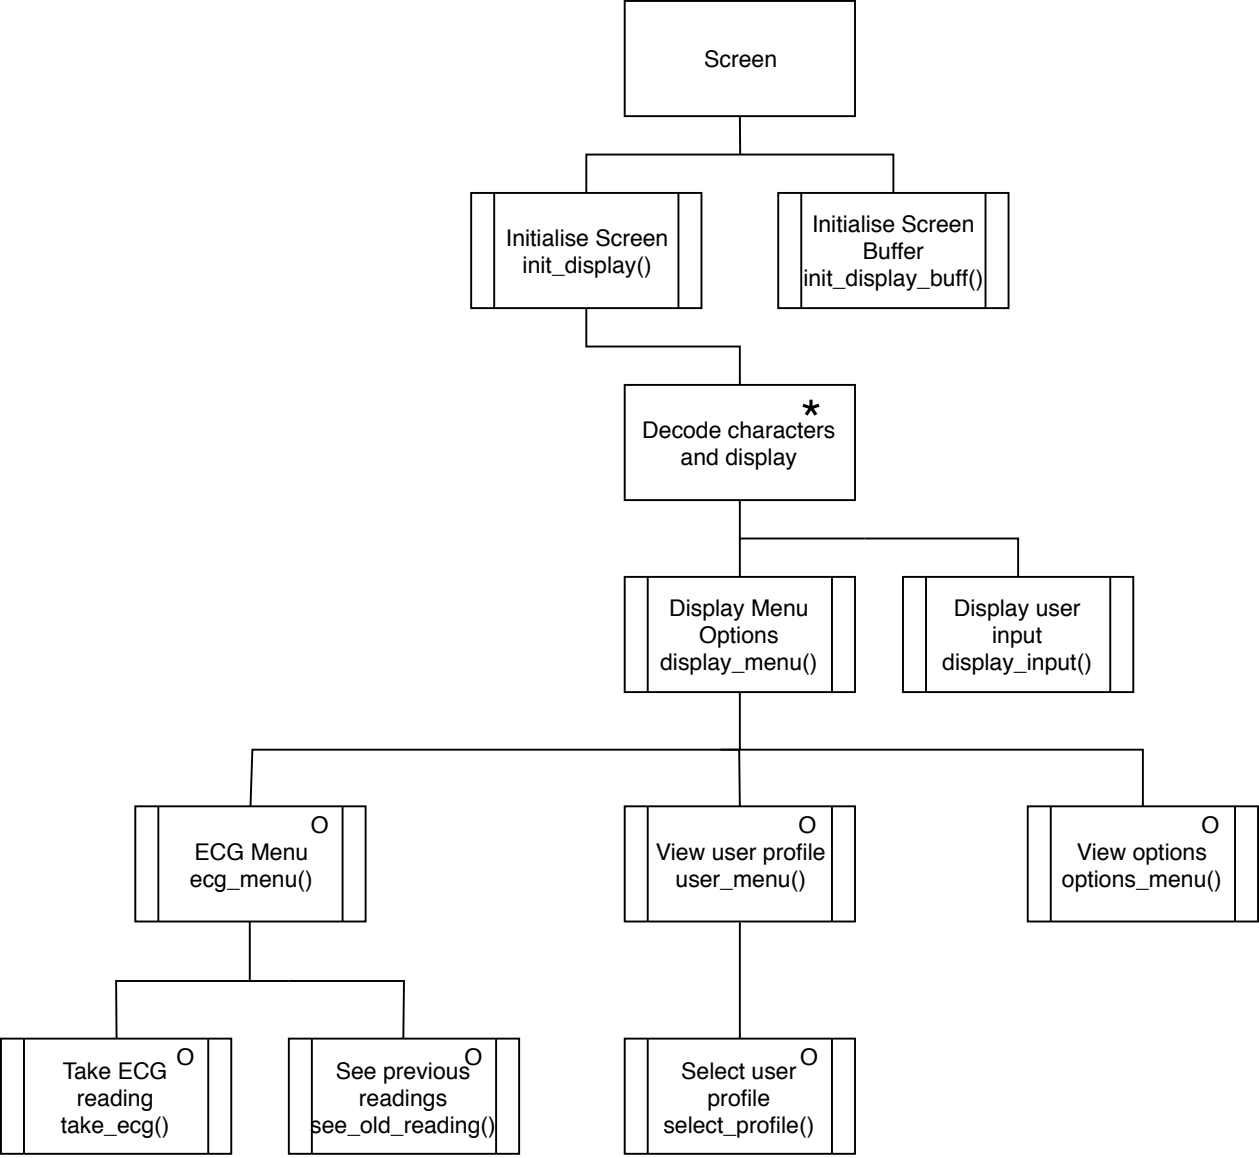 Screen
Initialise Screen
init_display()
Initialise Screen
Buffer
init_display_buff()
*
Decode characters
and display
Display Menu
Options
display_menu()
Display user
input
display_input()
O
ECG Menu
ecg_menu()
O
View user profile
user_menu()
O
View options
options_menu()
O
Take ECG
reading
take_ecg()
O
See previous
readings
see_old_reading()
O
Select user
profile
select_profile()